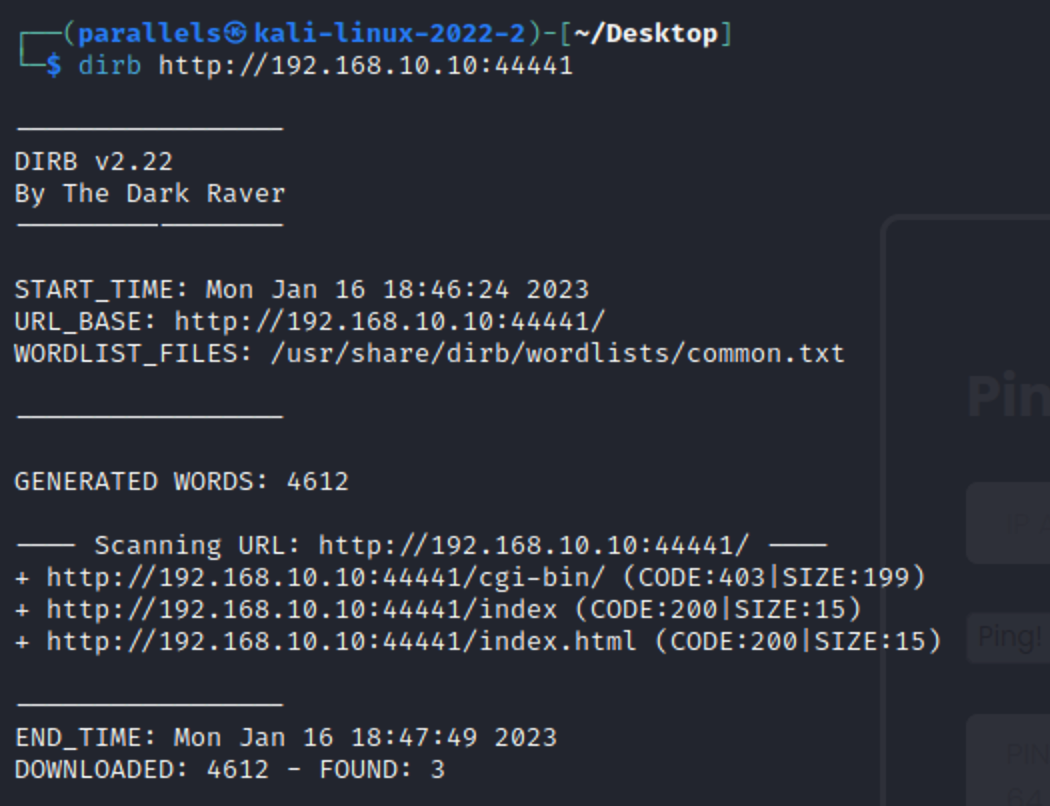 ┌──(parallels㉿kali-linux-2022-2)-[~/Desktop]
└─$ dirb http://192.168.10.10:44441
-----------------
DIRB v2.22
By The Dark Raver
-----------------
START_TIME: Mon Jan 16 18:46:24 2023
URL_BASE: http://192.168.10.10:44441/
WORDLIST_FILES: /usr/share/dirb/wordlists/common.txt
-----------------
GENERATED WORDS: 4612
---- Scanning URL: http://192.168.10.10:44441/ ----
+ http://192.168.10.10:44441/cgi-bin/ (CODE:403|SIZE:199)
+ http://192.168.10.10:44441/index (CODE:200|SIZE:15)
+ http://192.168.10.10:44441/index.html (CODE:200|SIZE:15)
-----------------
END_TIME: Mon Jan 16 18:47:49 2023
DOWNLOADED: 4612 - FOUND: 3
Pin
Ping!
PIN
64